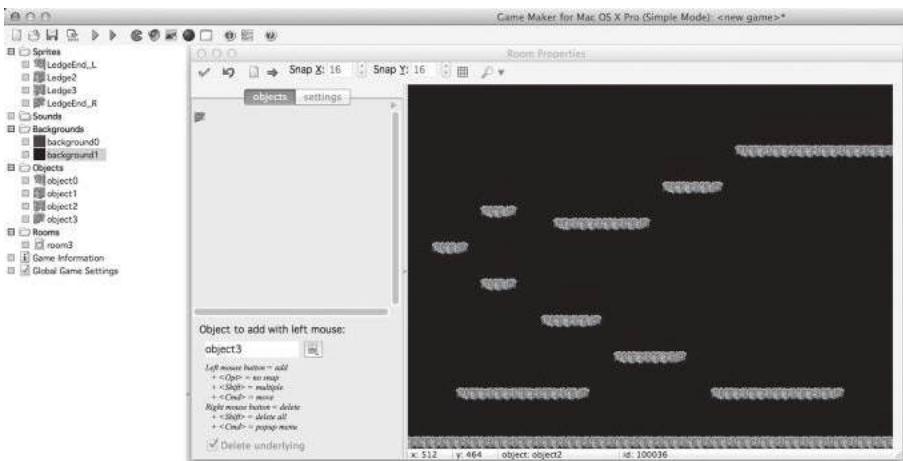 Game Maker for Mac OS X Pro (Simple Mode): <new game>*
Sprites
LedgeEnd_L
Ledge2
Ledge3
LedgeEnd_R
Sounds
Backgrounds
background0
background1
Objects
object0
object1
object2
object3
Rooms
room3
Game Information
Global Game Settings
Room Properties
Snap X: 16
Snap Y: 16
objects
settings
Object to add with left mouse:
object3
Left mouse button = add
+ <Opt> = no snap
+ <Shift> = multiple
+ <Cmd> = move
Right mouse button = delete
+ <Shift> = delete all
+ <Cmd> = popup menu
Delete underlying
x: 512
y: 464
object: object2
id: 100036